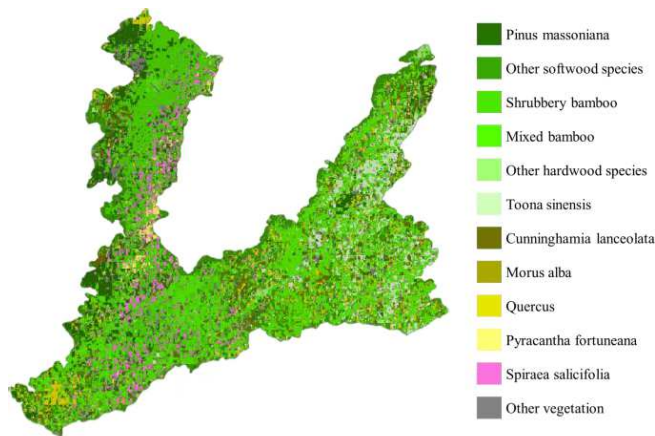 Pinus massoniana
Other softwood species
Shrubbery bamboo
Mixed bamboo
Other hardwood species
Toona sinensis
Cunninghamia lanceolata
Morus alba
Quercus
Pyracantha fortuneana
Spiraea salicifolia
Other vegetation